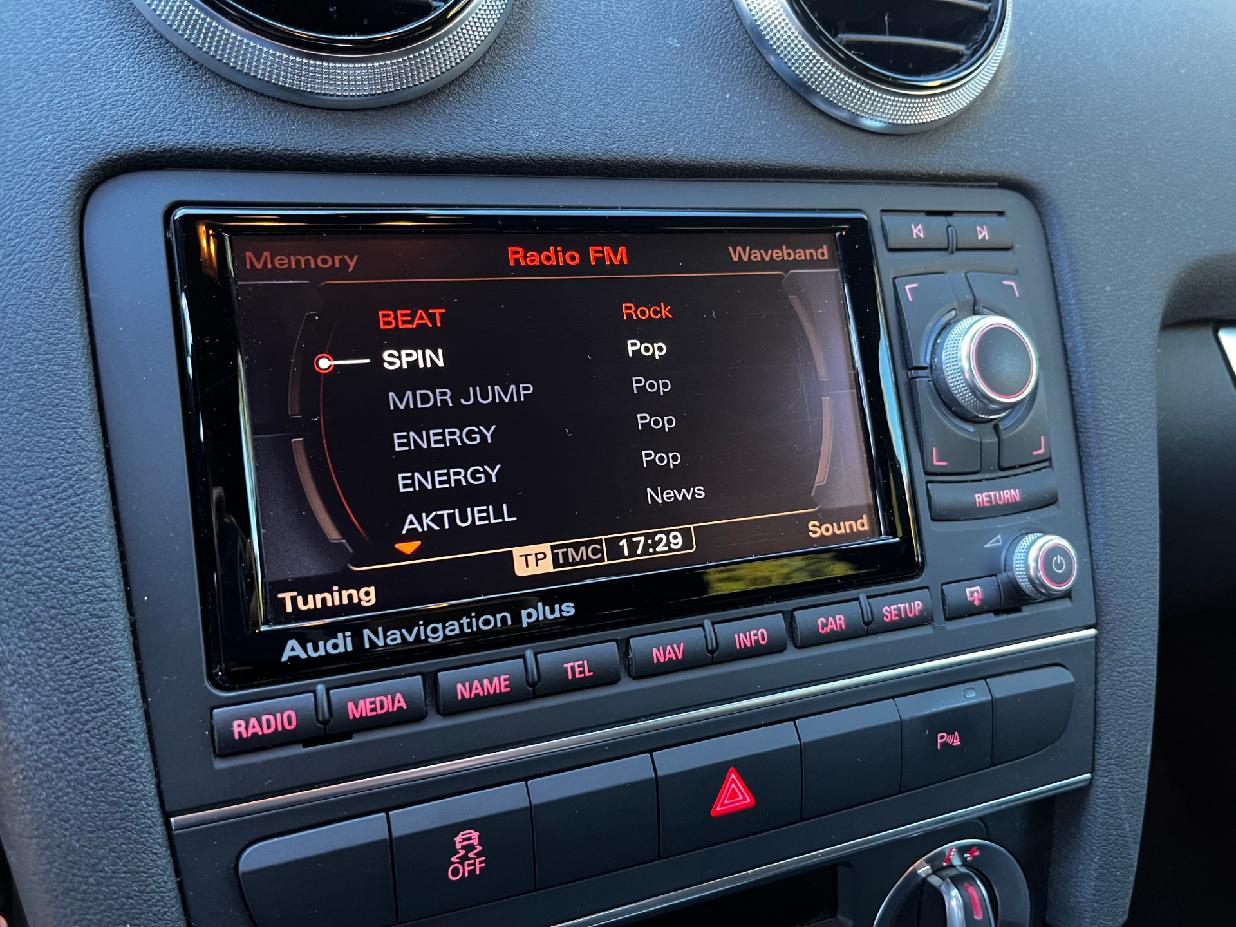 Memory Radio FM Waveband
BEAT Rock
SPIN Pop
MDR JUMP Pop
ENERGY Pop
ENERGY Pop
AKTUELL News
TP TMC 17:29
Tuning Sound
Audi Navigation plus
RETURN
RADIO MEDIA NAME TEL NAV INFO CAR SETUP
OFF
P